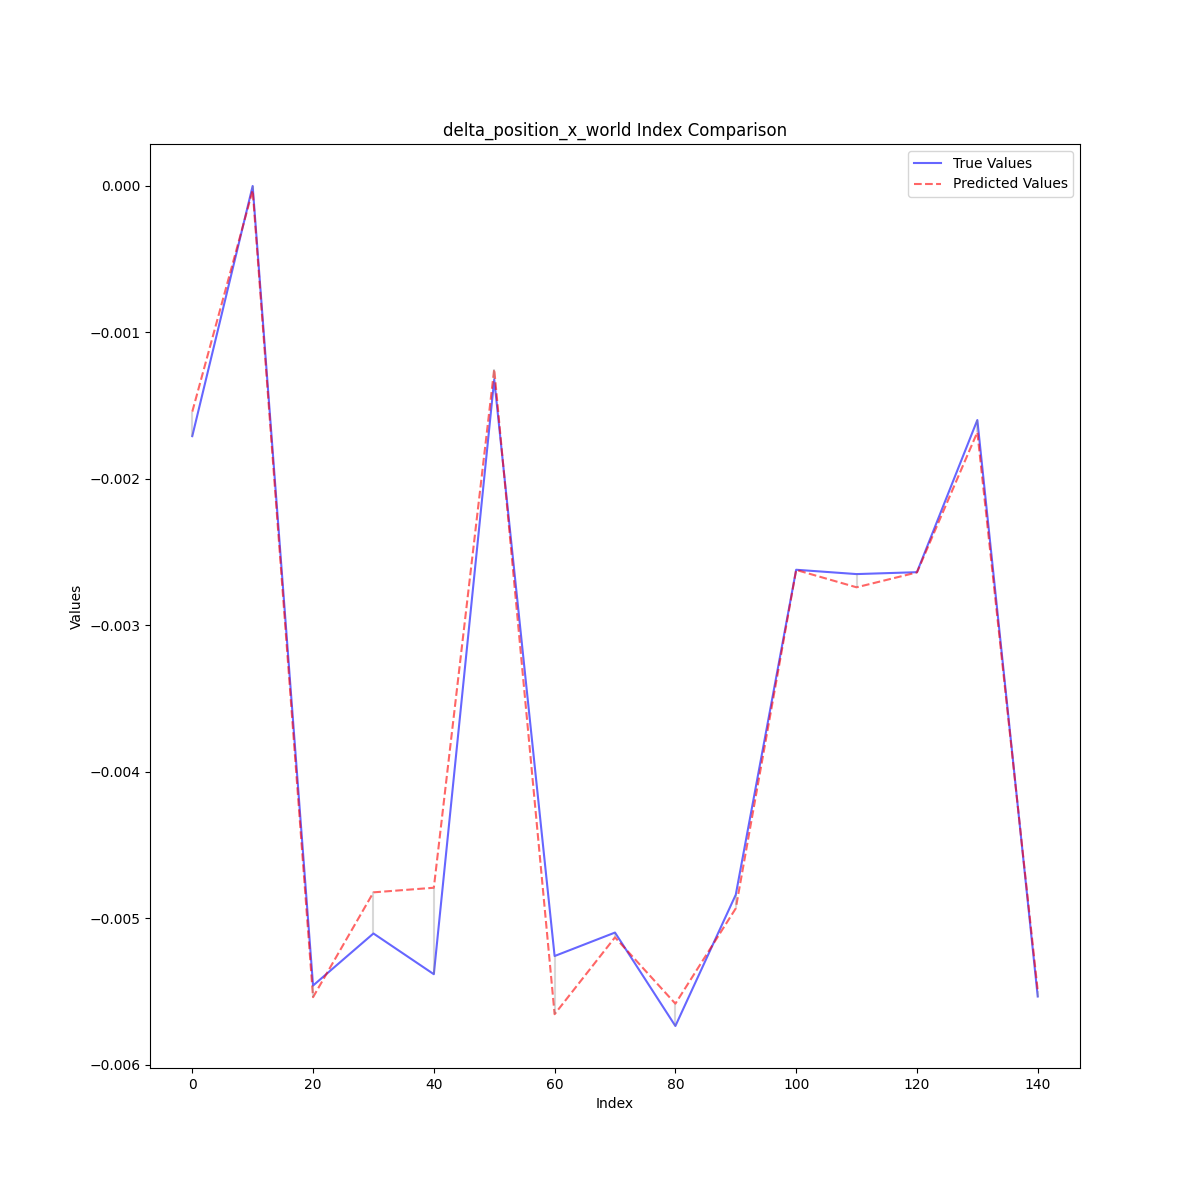 delta_position_x_world Index Comparison
True Values
Predicted Values
0.000
−0.001
−0.002
−0.003
−0.004
−0.005
−0.006
Values
0 20 40 60 80 100 120 140
Index